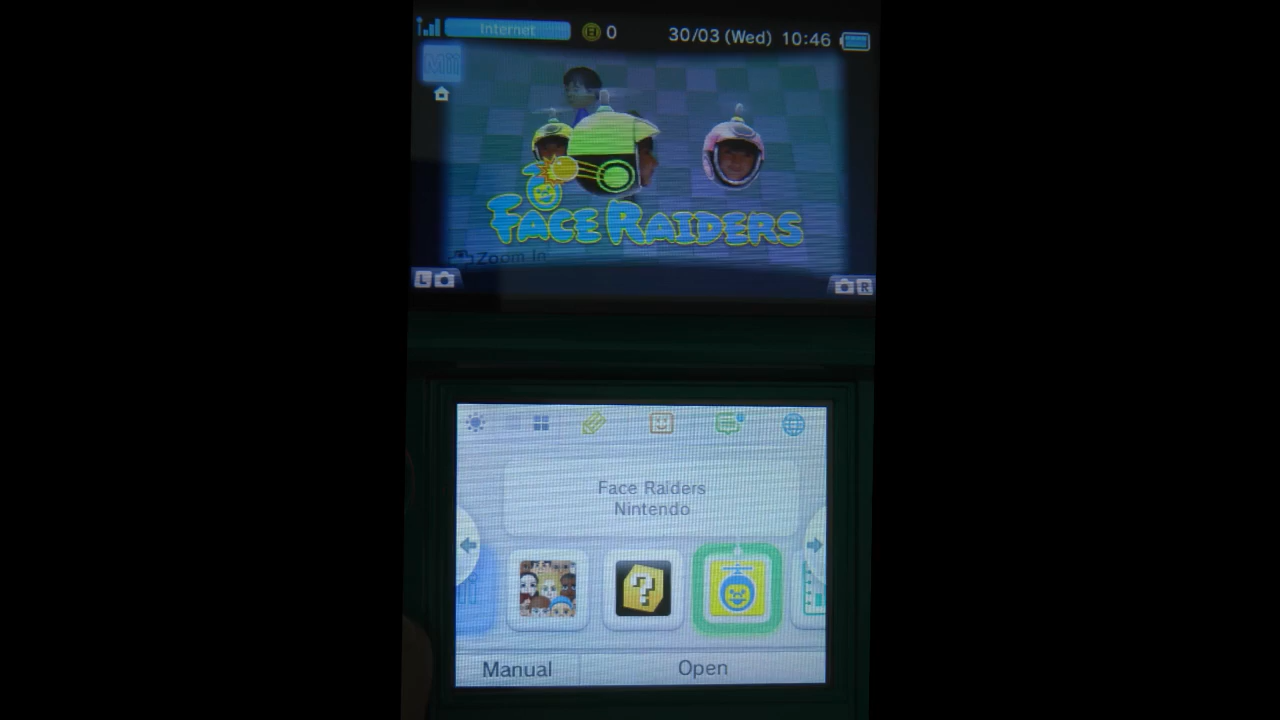 Internet
0
30/03 (Wed) 10:46
Mii
FACE RAIDERS
Zoom In
L
R
Face Raiders
Nintendo
?
Manual
Open